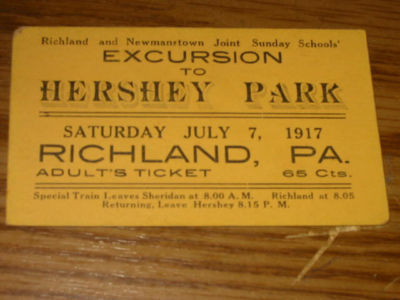 Richland and Newmanstown Joint Sunday Schools'
EXCURSION
TO
HERSHEY PARK
SATURDAY JULY 7, 1917
RICHLAND, PA.
ADULT'S TICKET 65 Cts.
Special Train Leaves Sheridan at 8.00 A. M. Richland at 8.05
Returning, Leave Hershey 8.15 P. M.